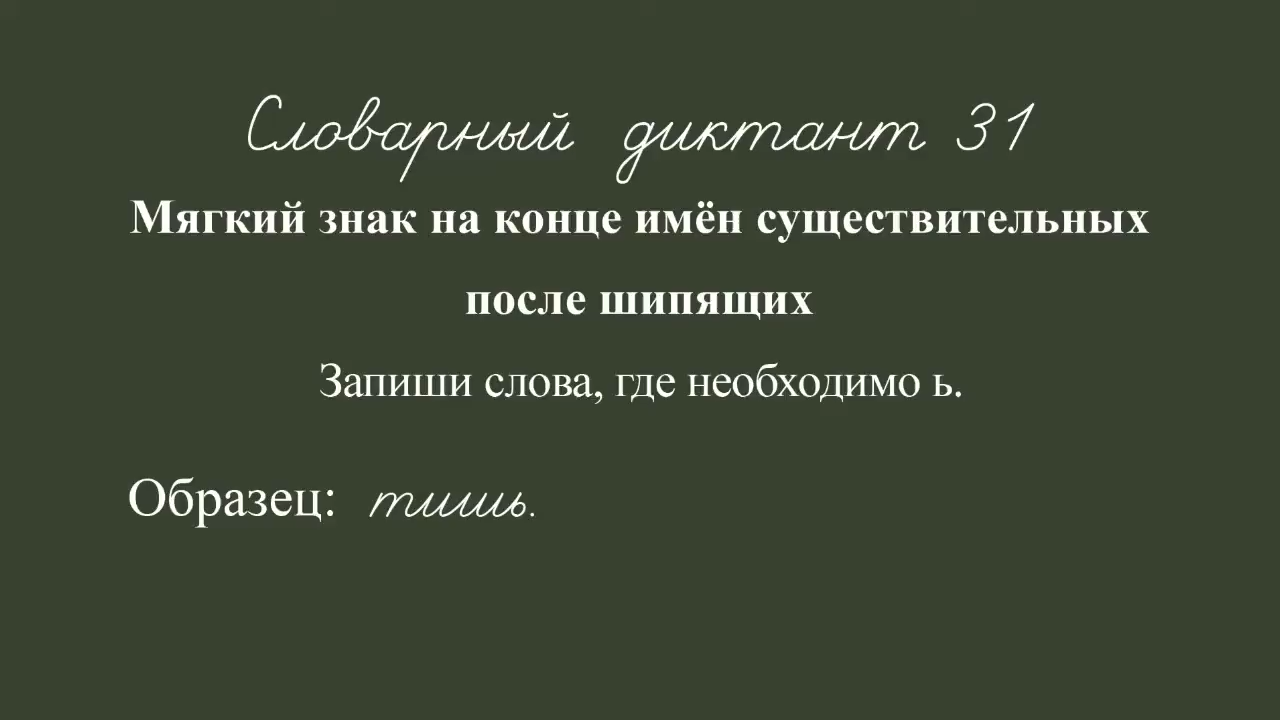 Словарный диктант 31
Мягкий знак на конце имён существительных
после шипящих
Запиши слова, где необходимо ь.
Образец: тишь.